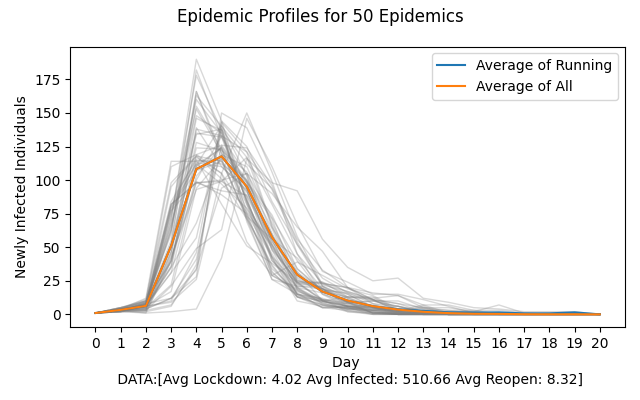 Epidemic Profiles for 50 Epidemics
Average of Running
Average of All
Newly Infected Individuals
175
150
125
100
75
50
25
0
0 1 2 3 4 5 6 7 8 9 10 11 12 13 14 15 16 17 18 19 20
Day
DATA:[Avg Lockdown: 4.02 Avg Infected: 510.66 Avg Reopen: 8.32]